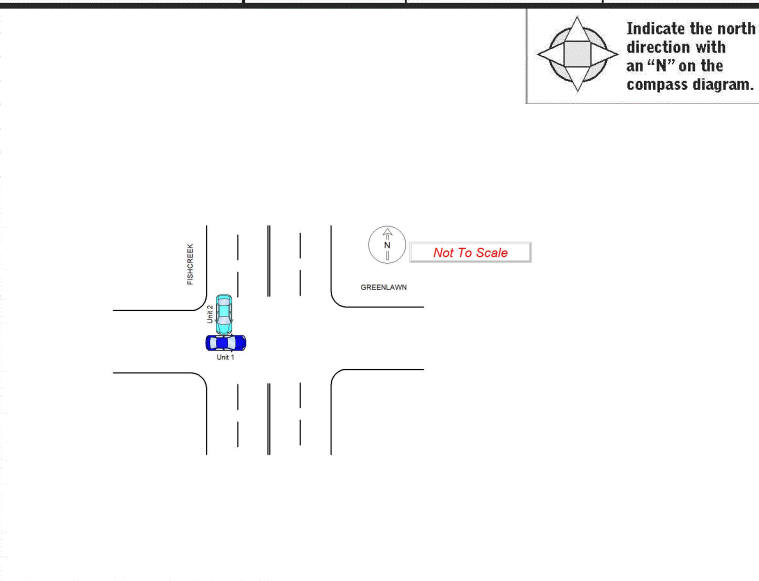 Indicate the north
direction with
an “N” on the
compass diagram.
FISHCREEK
N
Not To Scale
GREENLAWN
Unit 2
Unit 1